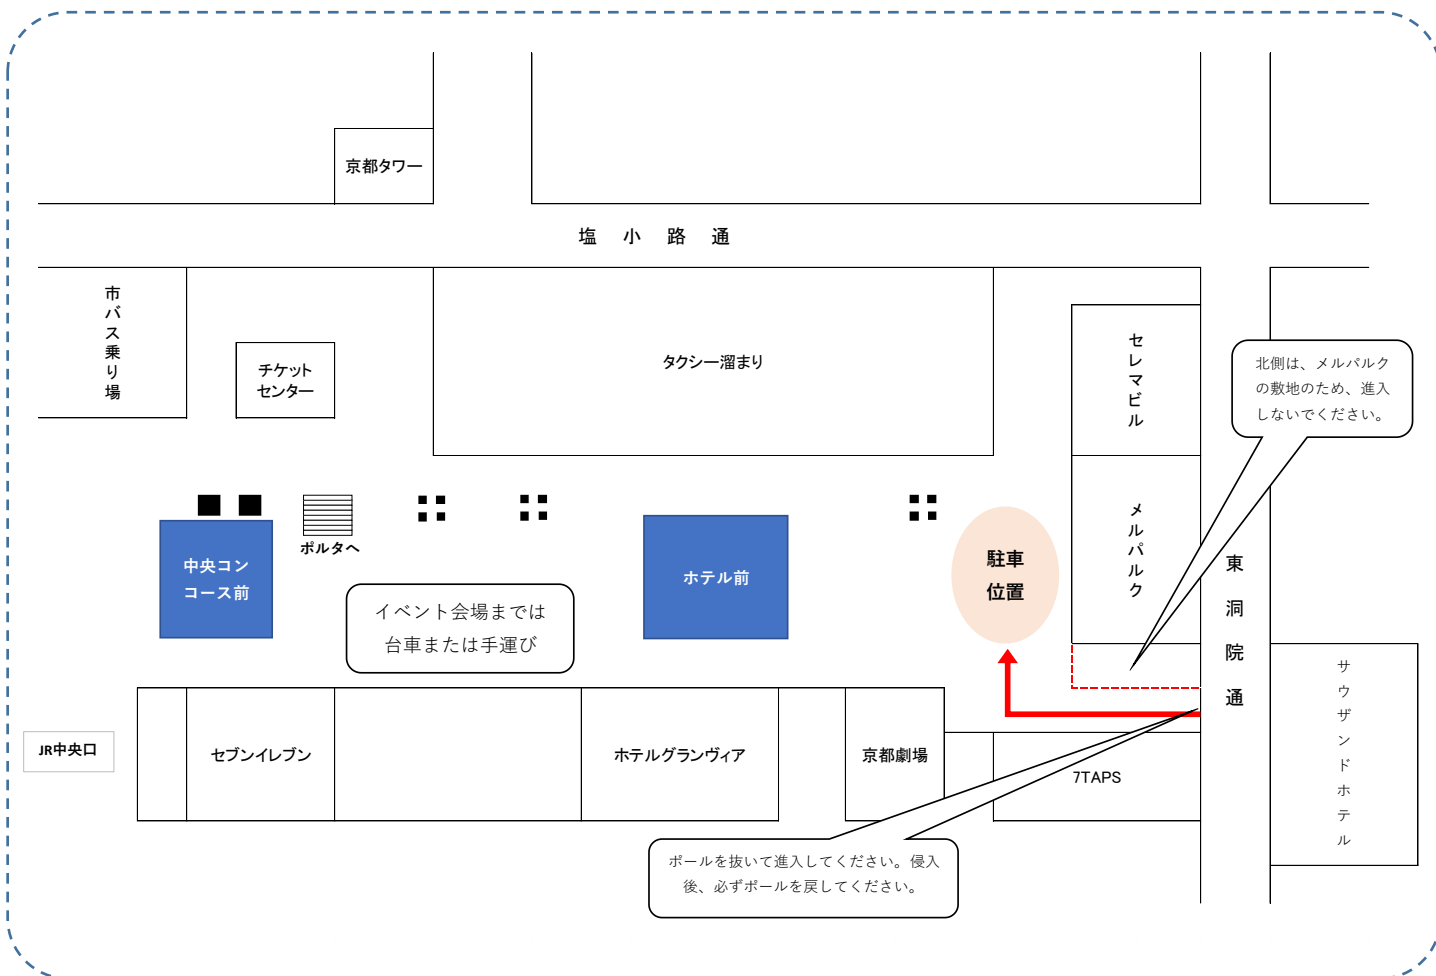 京都タワー
塩小路通
市バス乗り場
チケット
センター
タクシー溜まり
セレマビル
北側は、メルパルク
の敷地のため、進入
しないでください。
メルパルク
ポルタへ
中央コン
コース前
ホテル前
駐車
位置
東洞院通
イベント会場までは
台車または手運び
サウザンドホテル
JR中央口
セブンイレブン
ホテルグランヴィア
京都劇場
7TAPS
ポールを抜いて進入してください。侵入
後、必ずポールを戻してください。